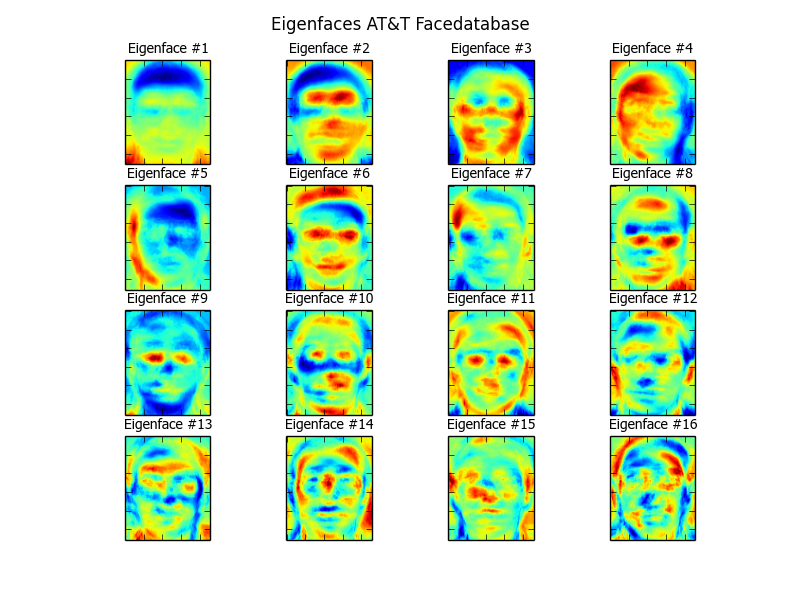 Eigenfaces AT&T Facedatabase
Eigenface #1
Eigenface #2
Eigenface #3
Eigenface #4
Eigenface #5
Eigenface #6
Eigenface #7
Eigenface #8
Eigenface #9
Eigenface #10
Eigenface #11
Eigenface #12
Eigenface #13
Eigenface #14
Eigenface #15
Eigenface #16